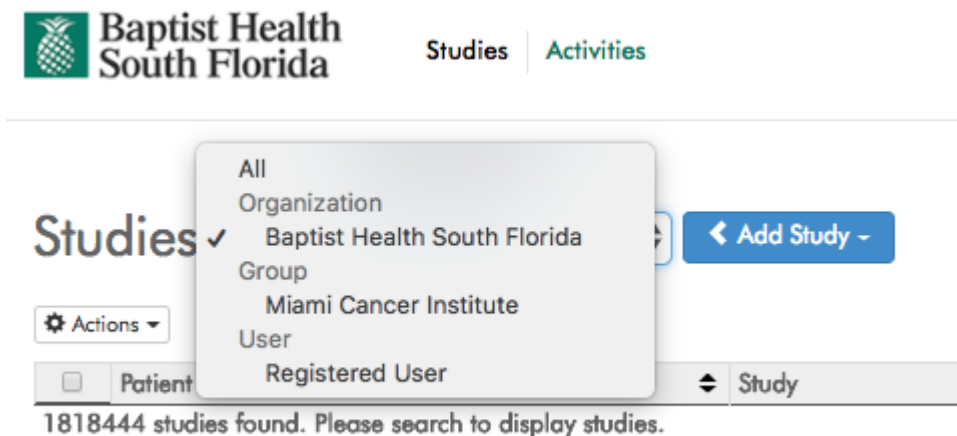 Baptist Health
South Florida
Studies
Activities
All
Organization
Studies ✓ Baptist Health South Florida
Add Study
Group
Miami Cancer Institute
Actions
User
Registered User
Patient
Study
1818444 studies found. Please search to display studies.